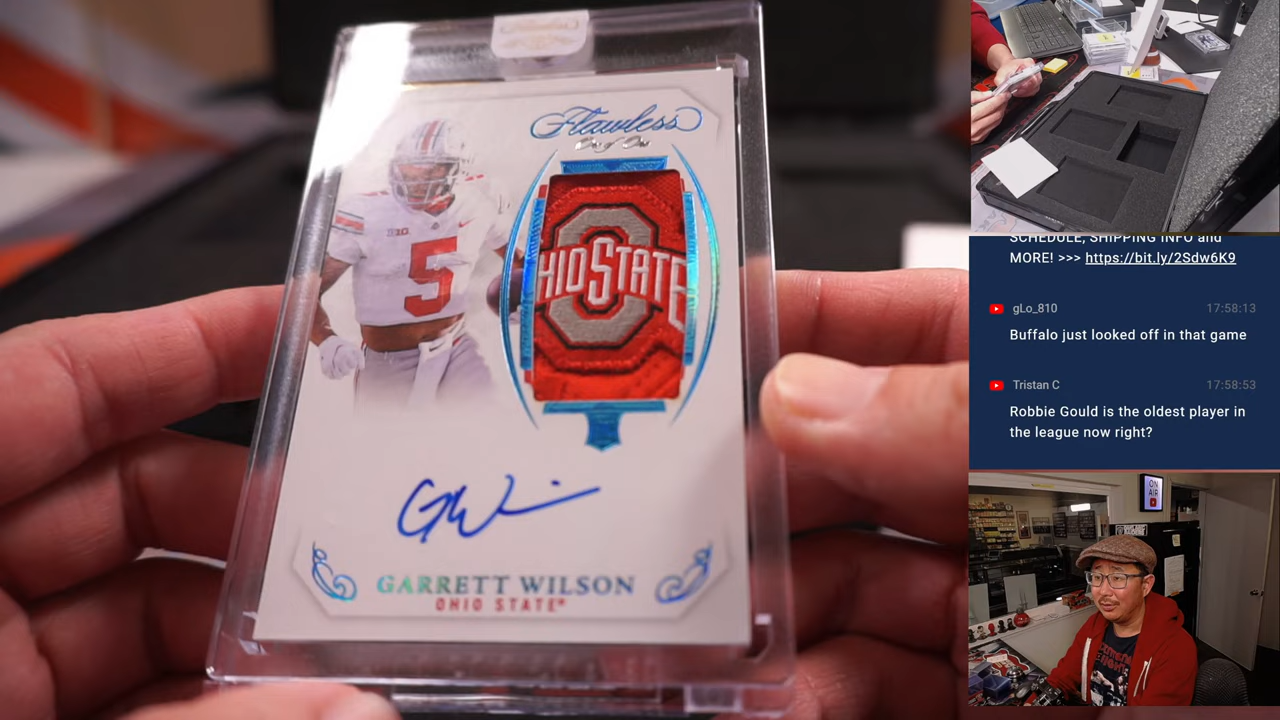 Flawless
One of One
5
B1G
OHIO STATE
GARRETT WILSON
OHIO STATE
SCHEDULE, SHIPPING INFO and
MORE! >>> https://bit.ly/2Sdw6K9
gLo_810
17:58:13
Buffalo just looked off in that game
Tristan C
17:58:53
Robbie Gould is the oldest player in
the league now right?
ON
AIR